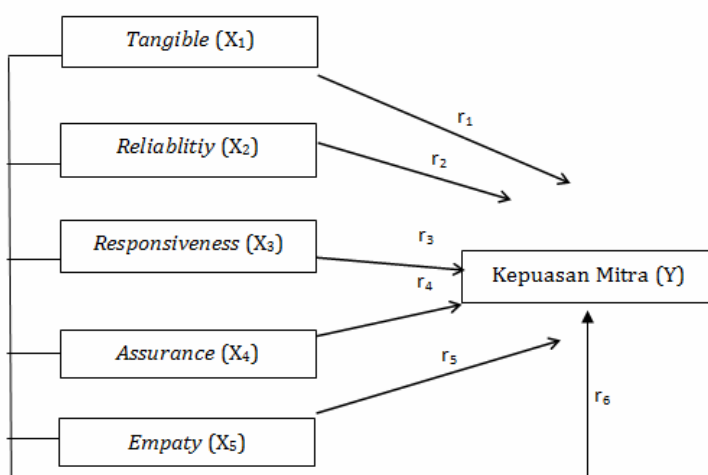 Tangible (X₁)
r₁
Reliablitiy (X₂)
r₂
Responsiveness (X₃)
r₃
Kepuasan Mitra (Y)
r₄
Assurance (X₄)
r₅
r₆
Empaty (X₅)